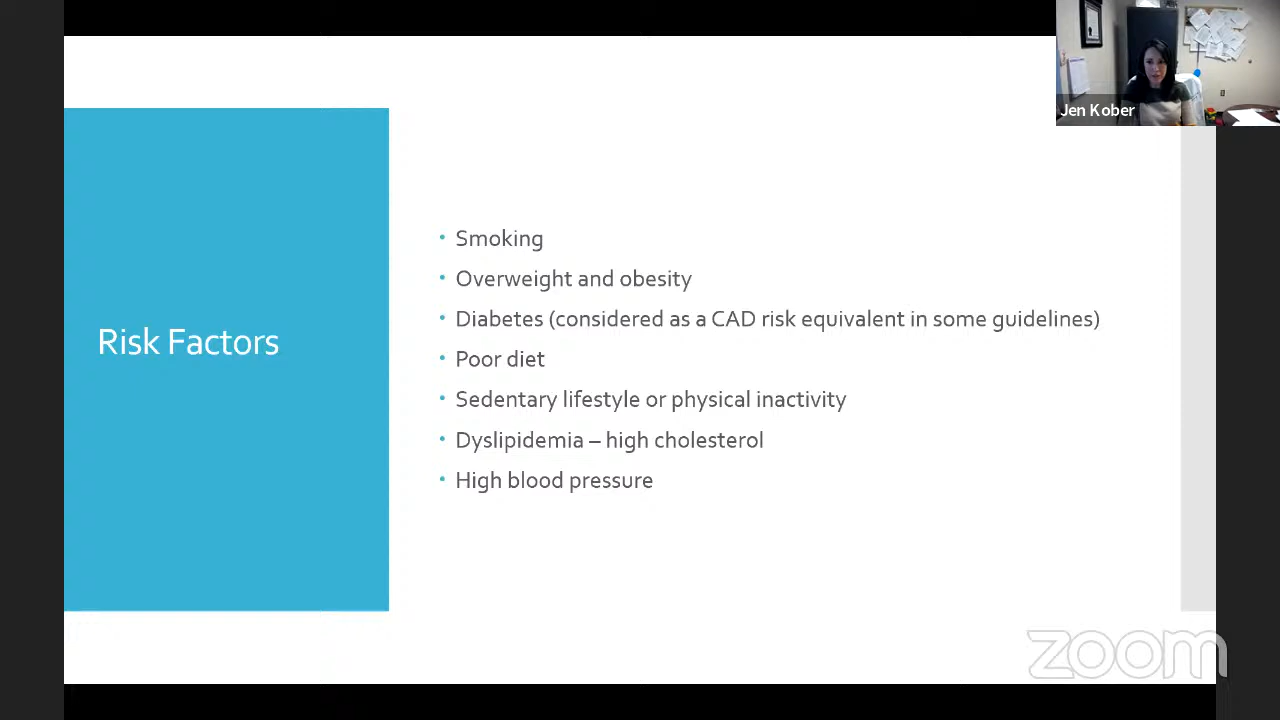 Jen Kober
Risk Factors
• Smoking
• Overweight and obesity
• Diabetes (considered as a CAD risk equivalent in some guidelines)
• Poor diet
• Sedentary lifestyle or physical inactivity
• Dyslipidemia – high cholesterol
• High blood pressure
zoom